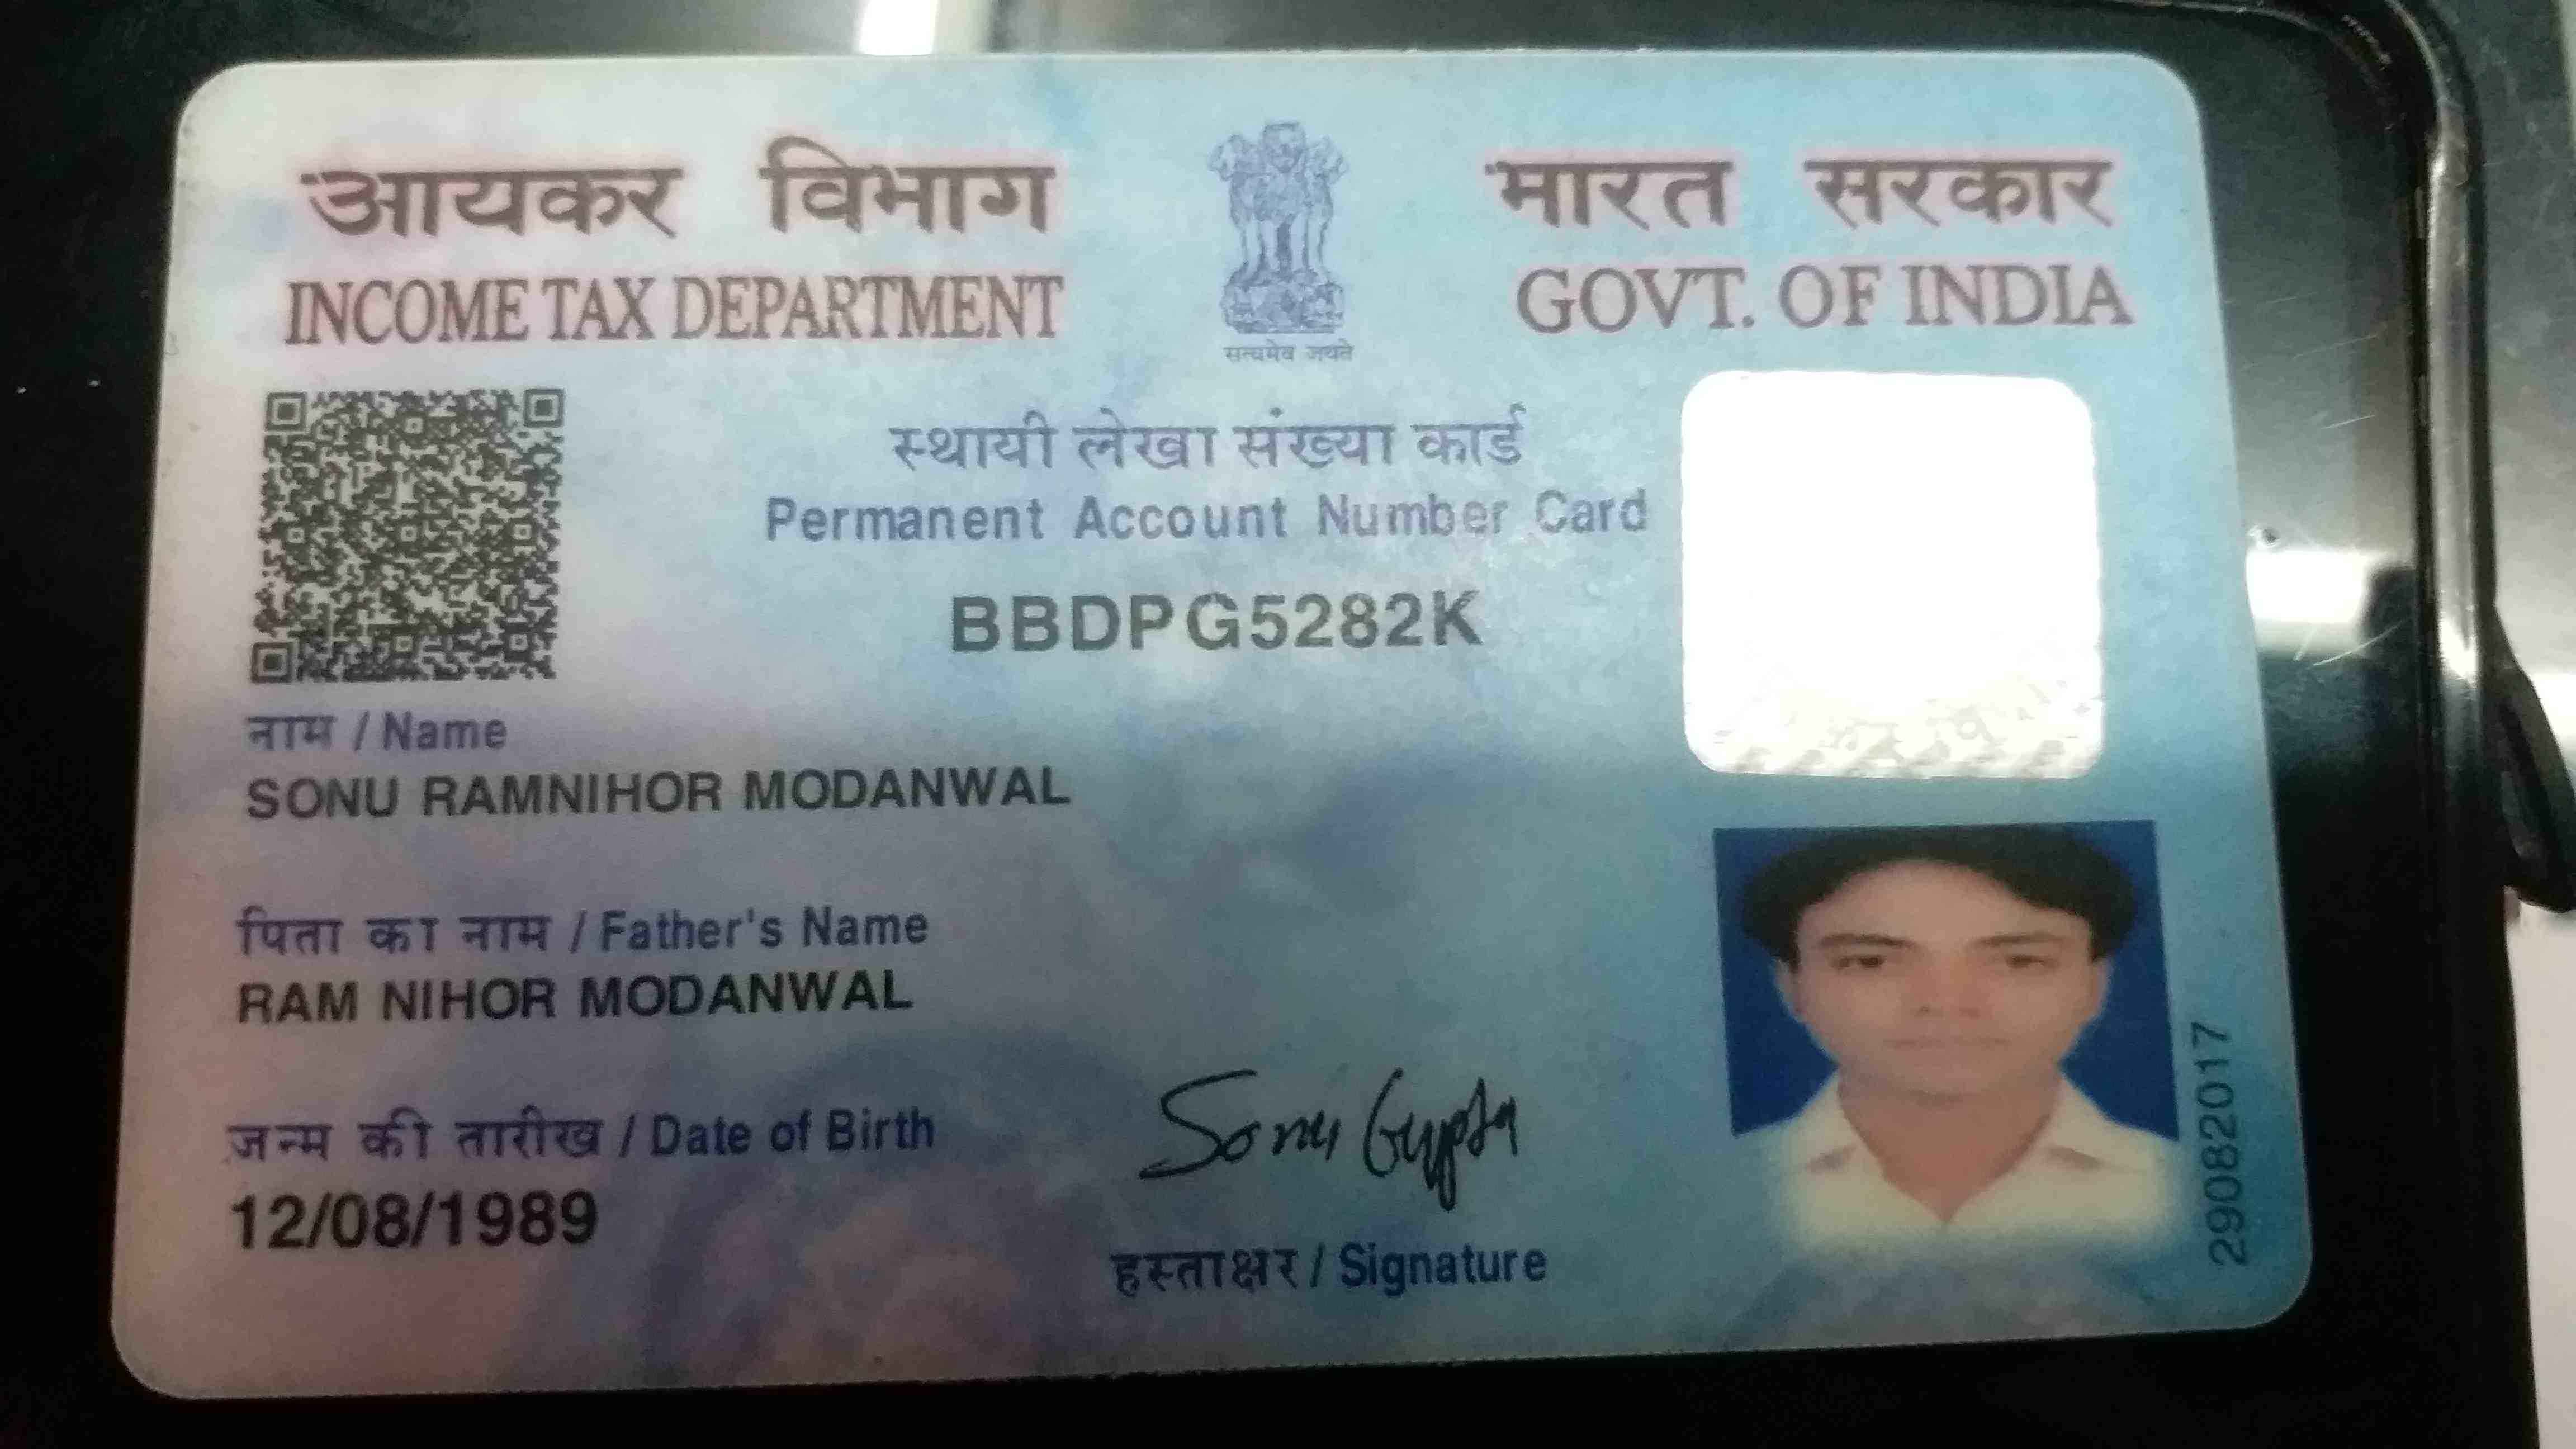 आयकर विभाग
INCOME TAX DEPARTMENT
सत्यमेव जयते
भारत सरकार
GOVT. OF INDIA
स्थायी लेखा संख्या कार्ड
Permanent Account Number Card
BBDPG5282K
नाम / Name
SONU RAMNIHOR MODANWAL
पिता का नाम / Father's Name
RAM NIHOR MODANWAL
जन्म की तारीख / Date of Birth
12/08/1989
Sonu Gupta
हस्ताक्षर / Signature
29082017